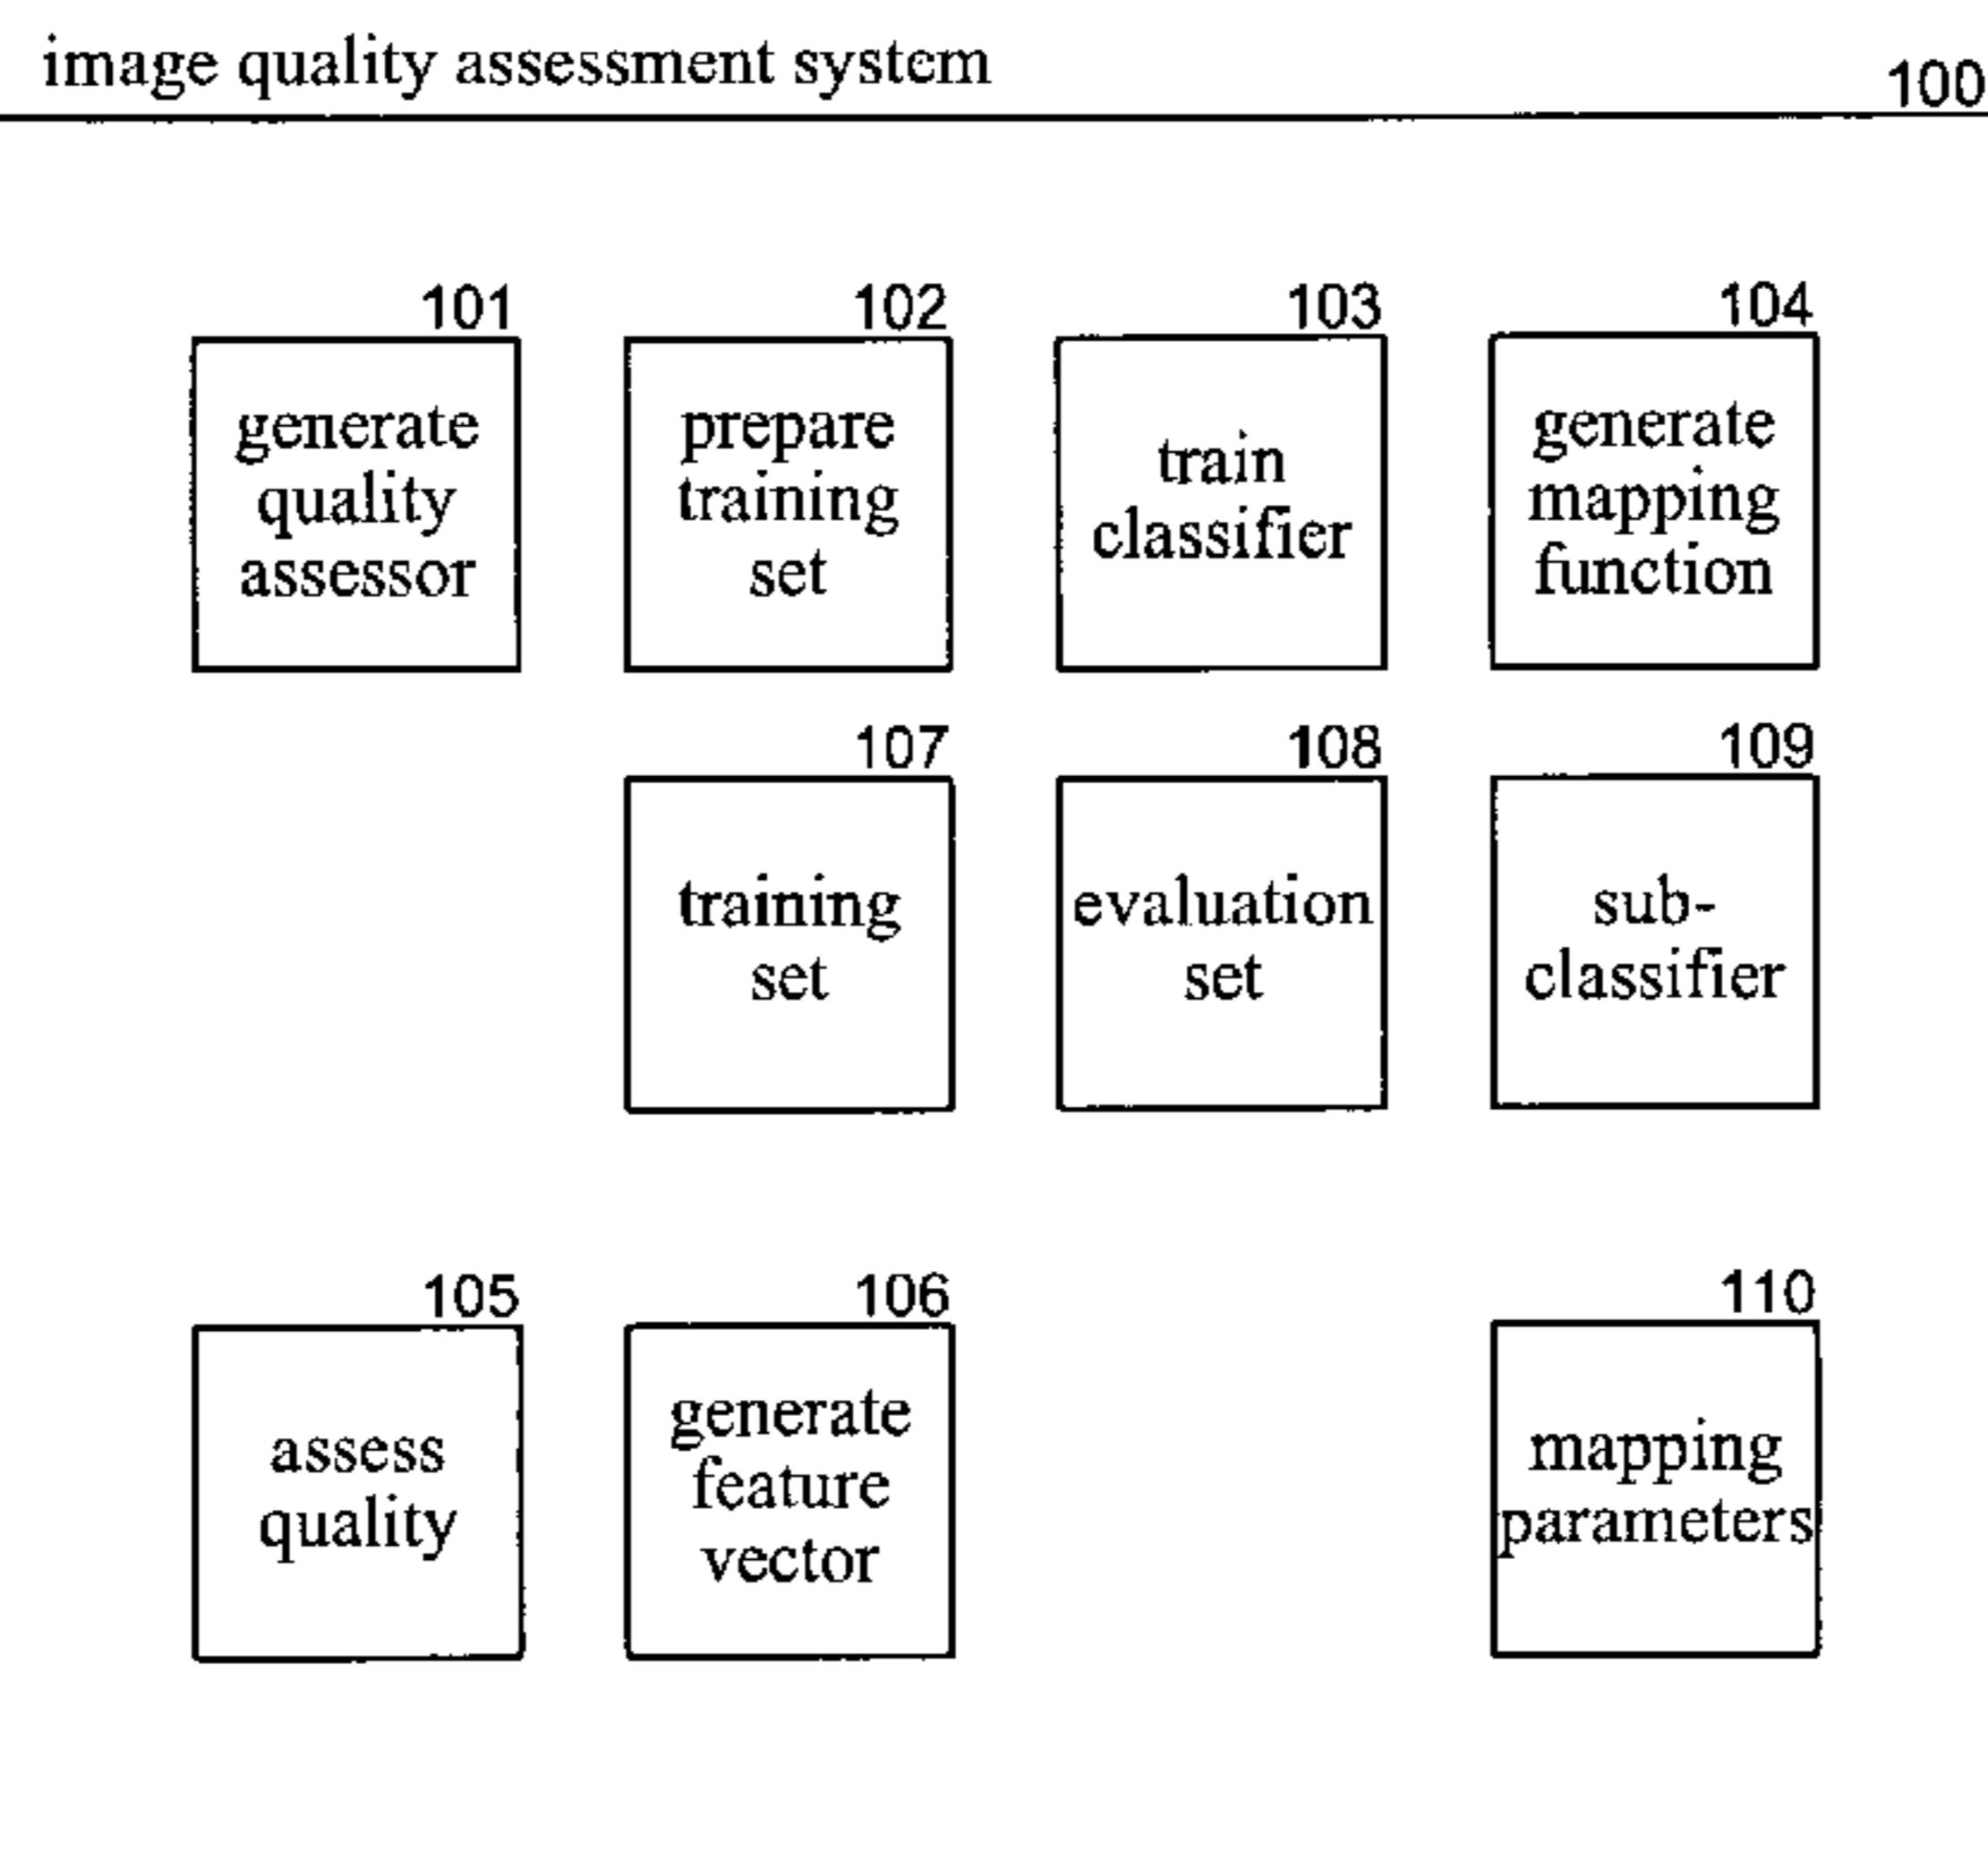 image quality assessment system
100
101
generate
quality
assessor
102
prepare
training
set
103
train
classifier
104
generate
mapping
function
107
training
set
108
evaluation
set
109
sub-
classifier
105
assess
quality
106
generate
feature
vector
110
mapping
parameters